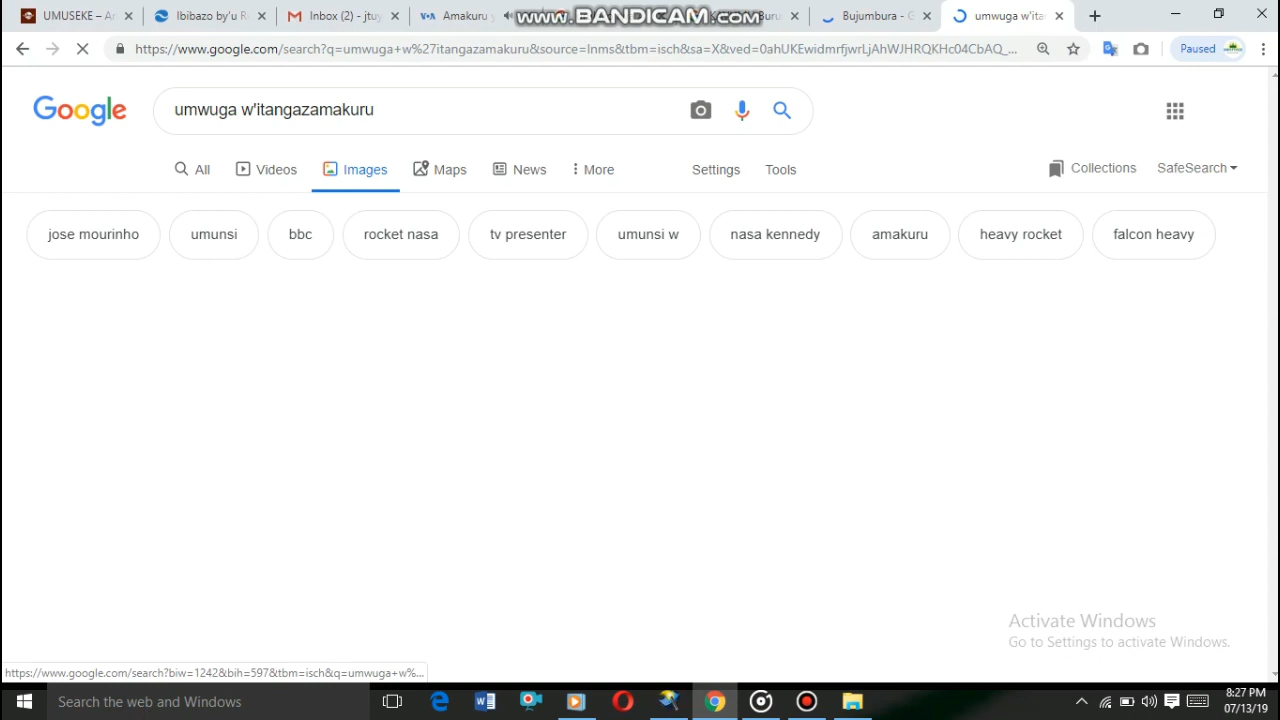 UMUSEKE – Ar
Ibibazo by'u R
Inbox (2) - jtuy
Amakuru y
www.BANDICAM.com
Buru
Bujumbura - G
umwuga w'ita
https://www.google.com/search?q=umwuga+w%27itangazamakuru&source=lnms&tbm=isch&sa=X&ved=0ahUKEwidmrfjwrLjAhWJHRQKHc04CbAQ_...
Paused
Google
umwuga w'itangazamakuru
All
Videos
Images
Maps
News
More
Settings
Tools
Collections
SafeSearch
jose mourinho
umunsi
bbc
rocket nasa
tv presenter
umunsi w
nasa kennedy
amakuru
heavy rocket
falcon heavy
Activate Windows
Go to Settings to activate Windows.
https://www.google.com/search?biw=1242&bih=597&tbm=isch&q=umwuga+w%...
Search the web and Windows
8:27 PM
07/13/19